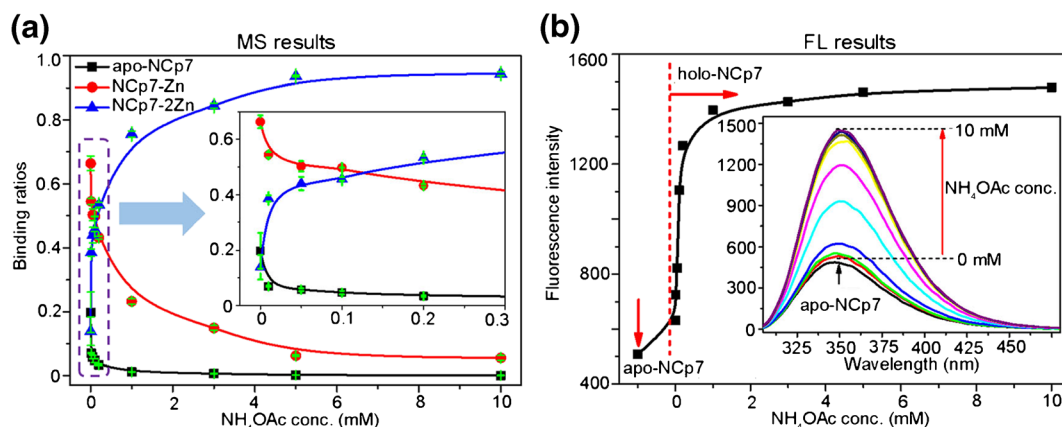 (a)
MS results
Binding ratios
1.0
0.8
0.6
0.4
0.2
0
apo-NCp7
NCp7-Zn
NCp7-2Zn
0.6
0.4
0.2
0
0 0.1 0.2 0.3
0 2 4 6 8 10
NH₄OAc conc. (mM)
(b)
FL results
Fluorescence intensity
1600
1400
1200
1000
800
600
400
holo-NCp7
apo-NCp7
1500
1200
900
600
300
0
10 mM
NH₄OAc conc.
0 mM
apo-NCp7
325 350 375 400 425 450
Wavelength (nm)
0 2 4 6 8 10
NH₄OAc conc. (mM)